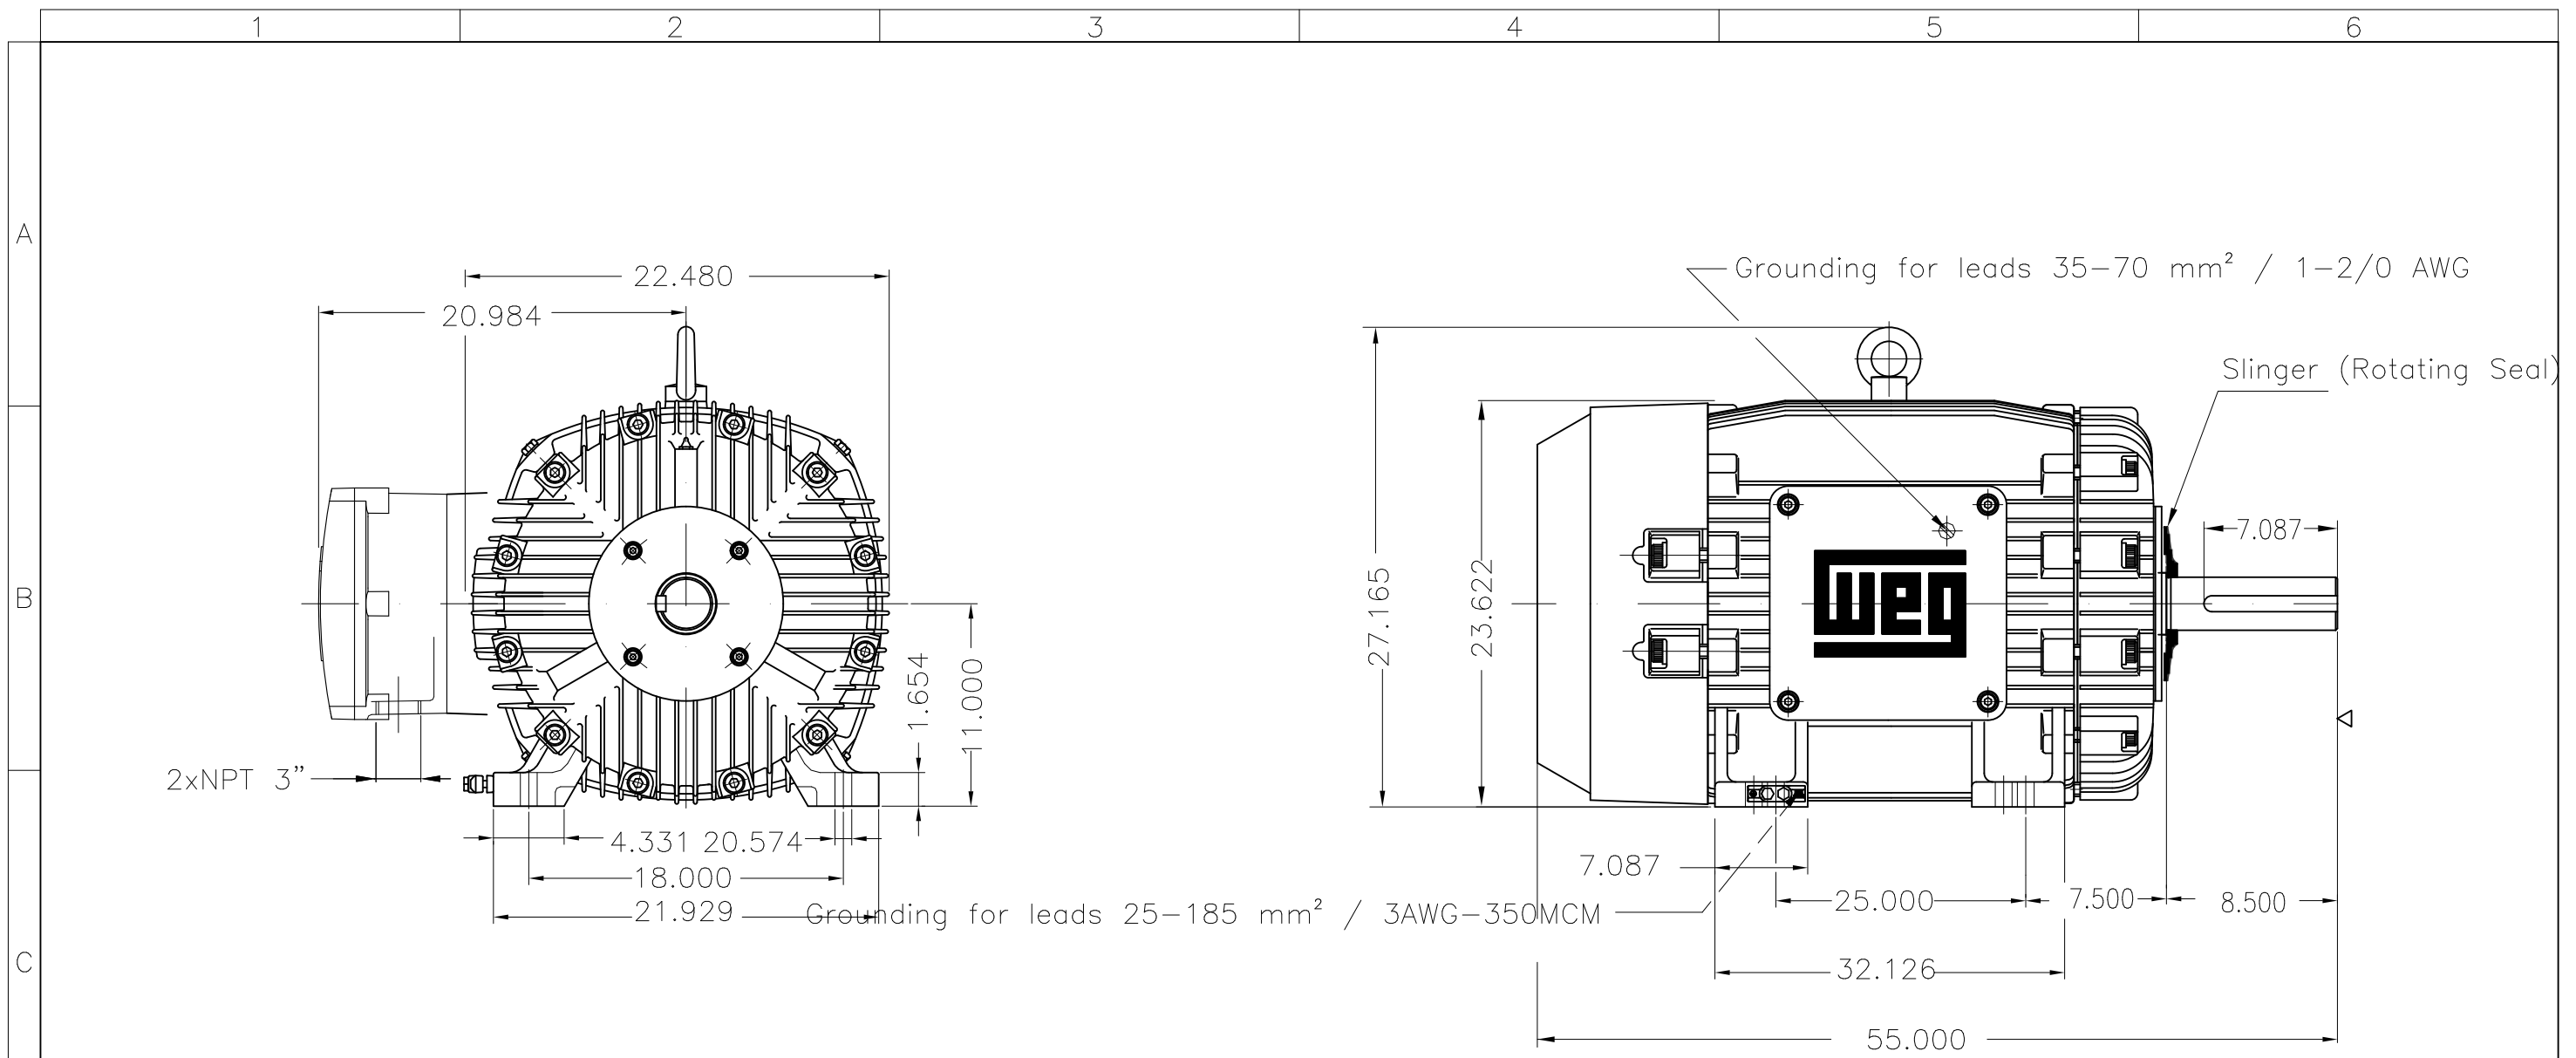 1 2 3 4 5 6
A
22.480
Grounding for leads 35-70 mm² / 1-2/0 AWG
20.984
Slinger (Rotating Seal)
7.087
B
27.165
23.622
weg
1.654
11.000
2xNPT 3"
4.331 20.574
7.087
18.000
25.000 7.500 8.500
21.929
Grounding for leads 25-185 mm² / 3AWG-350MCM
C
32.126
55.000